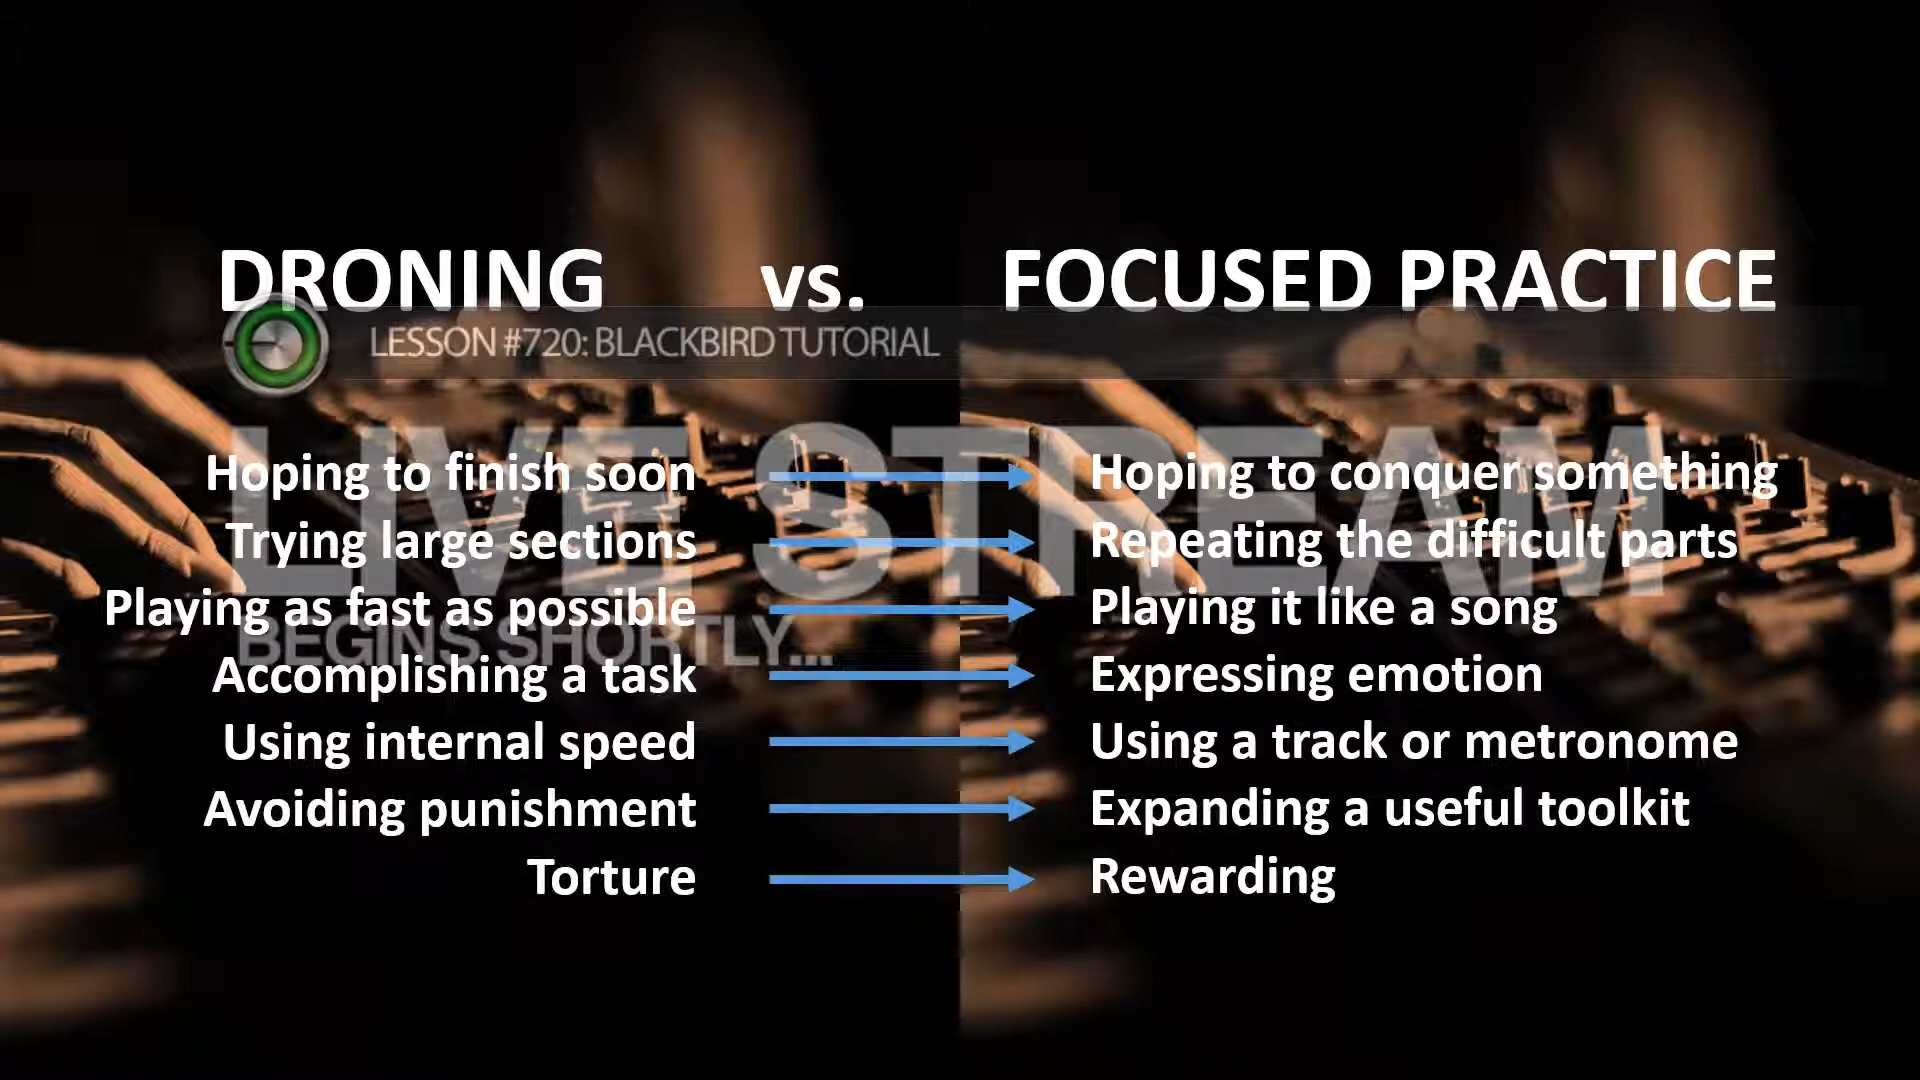 DRONING vs. FOCUSED PRACTICE
LESSON #720: BLACKBIRD TUTORIAL
LIVE STREAM
BEGINS SHORTLY...
Hoping to finish soon Hoping to conquer something
Trying large sections Repeating the difficult parts
Playing as fast as possible Playing it like a song
Accomplishing a task Expressing emotion
Using internal speed Using a track or metronome
Avoiding punishment Expanding a useful toolkit
Torture Rewarding